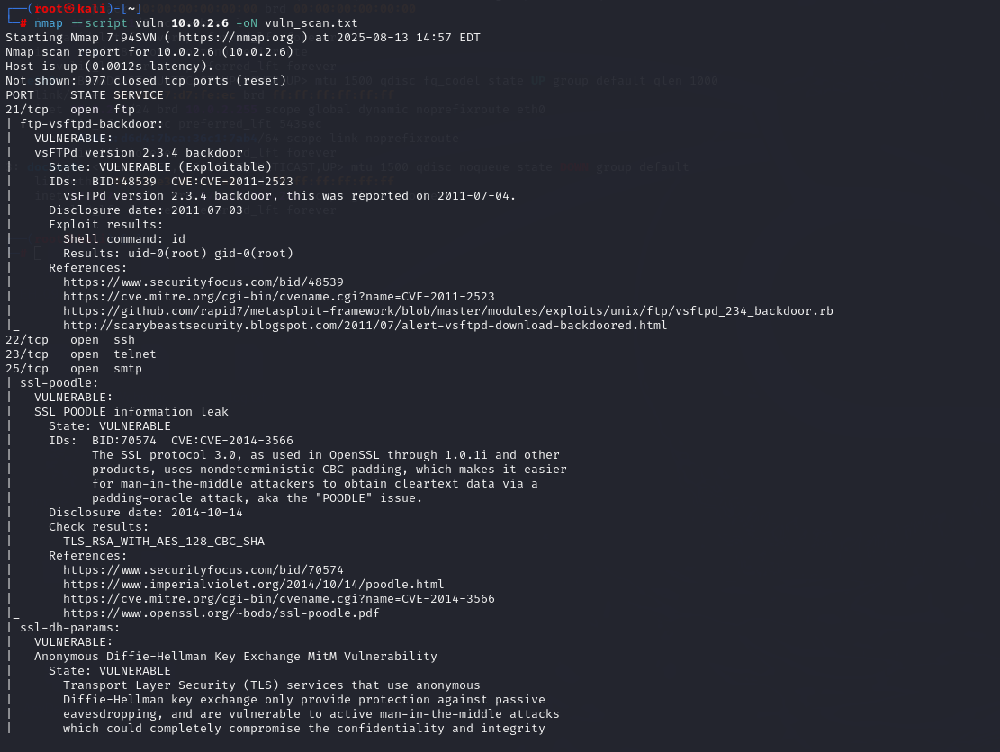 ┌──(root㉿kali)-[~]
└─# nmap --script vuln 10.0.2.6 -oN vuln_scan.txt
Starting Nmap 7.94SVN ( https://nmap.org ) at 2025-08-13 14:57 EDT
Nmap scan report for 10.0.2.6 (10.0.2.6)
Host is up (0.0012s latency).
Not shown: 977 closed tcp ports (reset)
PORT     STATE SERVICE
21/tcp   open  ftp
| ftp-vsftpd-backdoor:
|   VULNERABLE:
|   vsFTPd version 2.3.4 backdoor
|     State: VULNERABLE (Exploitable)
|     IDs:  BID:48539  CVE:CVE-2011-2523
|       vsFTPd version 2.3.4 backdoor, this was reported on 2011-07-04.
|     Disclosure date: 2011-07-03
|     Exploit results:
|       Shell command: id
|       Results: uid=0(root) gid=0(root)
|     References:
|       https://www.securityfocus.com/bid/48539
|       https://cve.mitre.org/cgi-bin/cvename.cgi?name=CVE-2011-2523
|       https://github.com/rapid7/metasploit-framework/blob/master/modules/exploits/unix/ftp/vsftpd_234_backdoor.rb
|_      http://scarybeastsecurity.blogspot.com/2011/07/alert-vsftpd-download-backdoored.html
22/tcp   open  ssh
23/tcp   open  telnet
25/tcp   open  smtp
| ssl-poodle:
|   VULNERABLE:
|   SSL POODLE information leak
|     State: VULNERABLE
|     IDs:  BID:70574  CVE:CVE-2014-3566
|           The SSL protocol 3.0, as used in OpenSSL through 1.0.1i and other
|           products, uses nondeterministic CBC padding, which makes it easier
|           for man-in-the-middle attackers to obtain cleartext data via a
|           padding-oracle attack, aka the "POODLE" issue.
|     Disclosure date: 2014-10-14
|     Check results:
|       TLS_RSA_WITH_AES_128_CBC_SHA
|     References:
|       https://www.securityfocus.com/bid/70574
|       https://www.imperialviolet.org/2014/10/14/poodle.html
|       https://cve.mitre.org/cgi-bin/cvename.cgi?name=CVE-2014-3566
|_      https://www.openssl.org/~bodo/ssl-poodle.pdf
| ssl-dh-params:
|   VULNERABLE:
|   Anonymous Diffie-Hellman Key Exchange MitM Vulnerability
|     State: VULNERABLE
|       Transport Layer Security (TLS) services that use anonymous
|       Diffie-Hellman key exchange only provide protection against passive
|       eavesdropping, and are vulnerable to active man-in-the-middle attacks
|       which could completely compromise the confidentiality and integrity